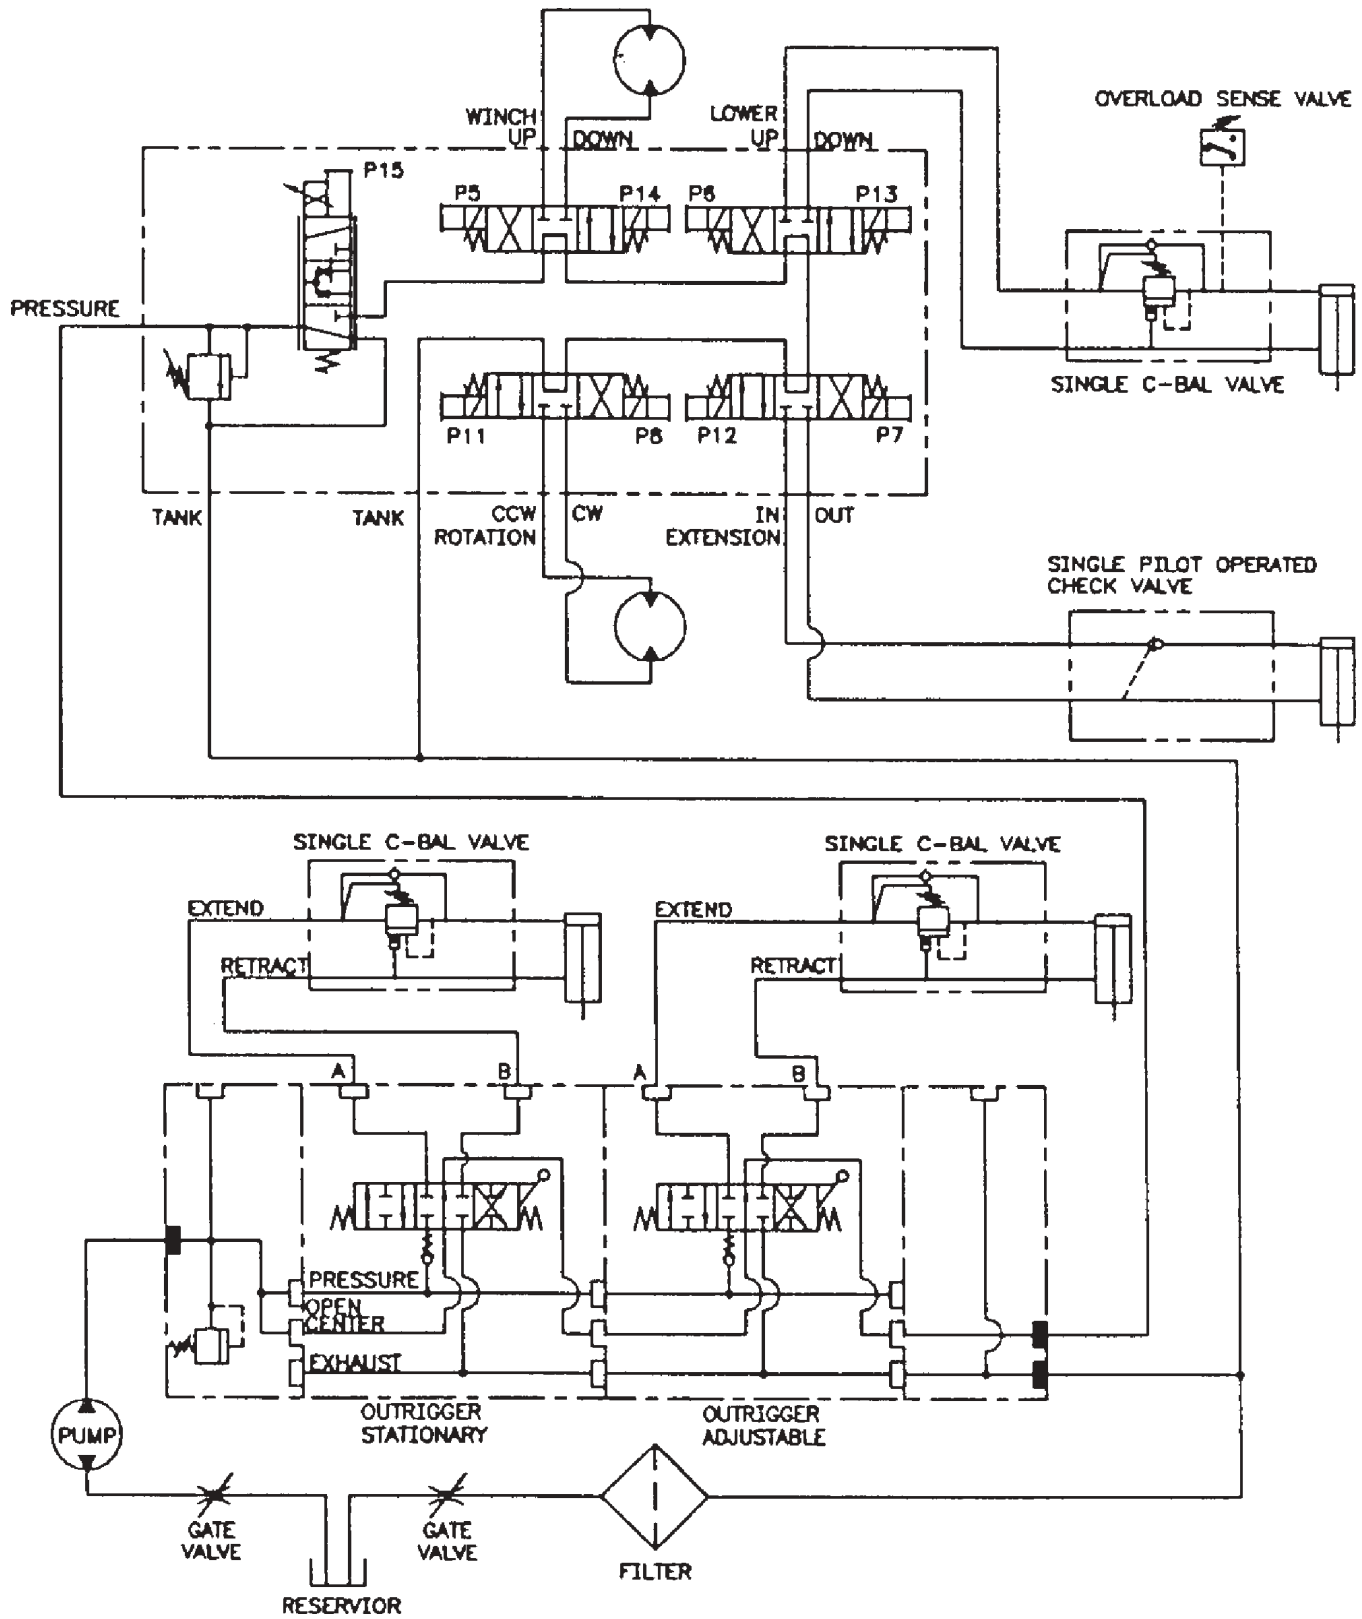 OVERLOAD SENSE VALVE
WINCH
UP
DOWN
LOWER
UP
DOWN
P15
P5
P14
P6
P13
PRESSURE
SINGLE C-BAL VALVE
P11
P6
P12
P7
TANK
TANK
CCW
CW
ROTATION
IN
OUT
EXTENSION
SINGLE PILOT OPERATED
CHECK VALVE
SINGLE C-BAL VALVE
SINGLE C-BAL VALVE
EXTEND
EXTEND
RETRACT
RETRACT
A
B
A
B
PRESSURE
OPEN
CENTER
EXHAUST
OUTRIGGER
STATIONARY
OUTRIGGER
ADJUSTABLE
PUMP
GATE
VALVE
GATE
VALVE
FILTER
RESERVIOR